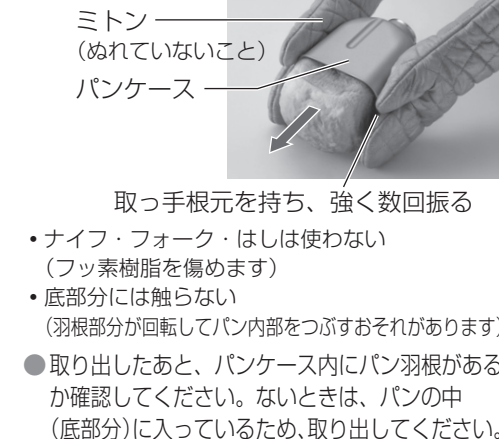 ミトン
（ぬれていないこと）
パンケース
取っ手根元を持ち、強く数回振る
•ナイフ・フォーク・はしは使わない
（フッ素樹脂を傷めます）
•底部分には触らない
（羽根部分が回転してパン内部をつぶすおそれがあります）
●取り出したあと、パンケース内にパン羽根がある
か確認してください。ないときは、パンの中
（底部分）に入っているため、取り出してください。